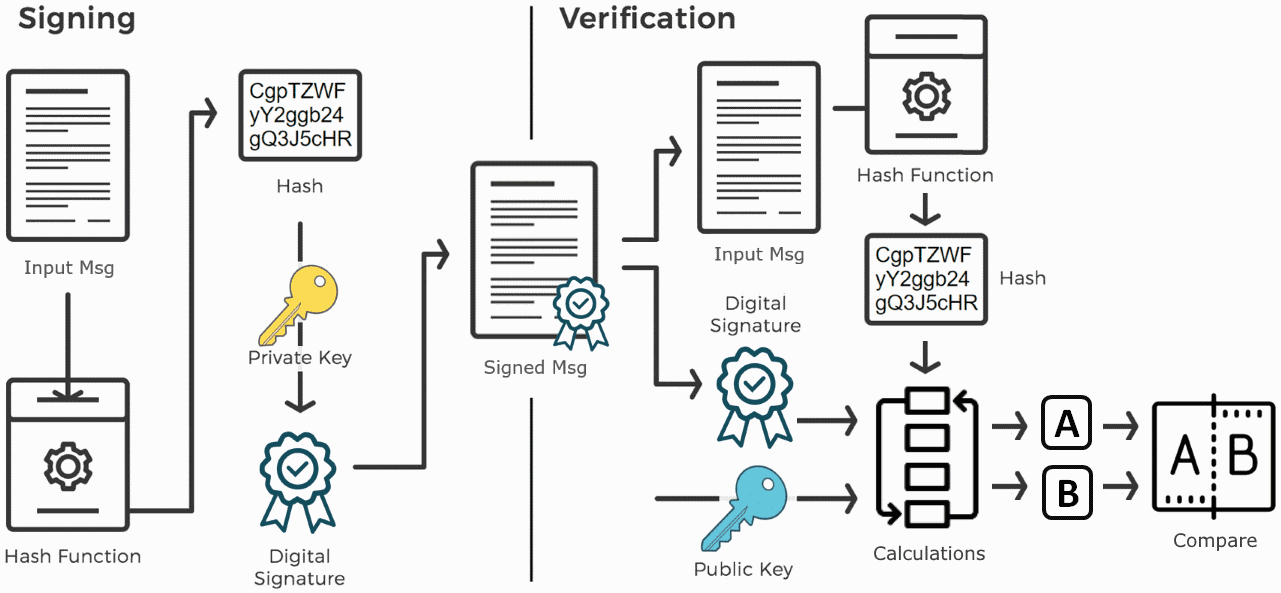 Signing
Input Msg
Hash Function
CgpTZWF
yY2ggb24
gQ3J5cHR
Hash
Private Key
Digital
Signature
Signed Msg
Verification
Input Msg
Hash Function
CgpTZWF
yY2ggb24
gQ3J5cHR
Hash
Digital
Signature
Public Key
Calculations
A
B
A B
Compare